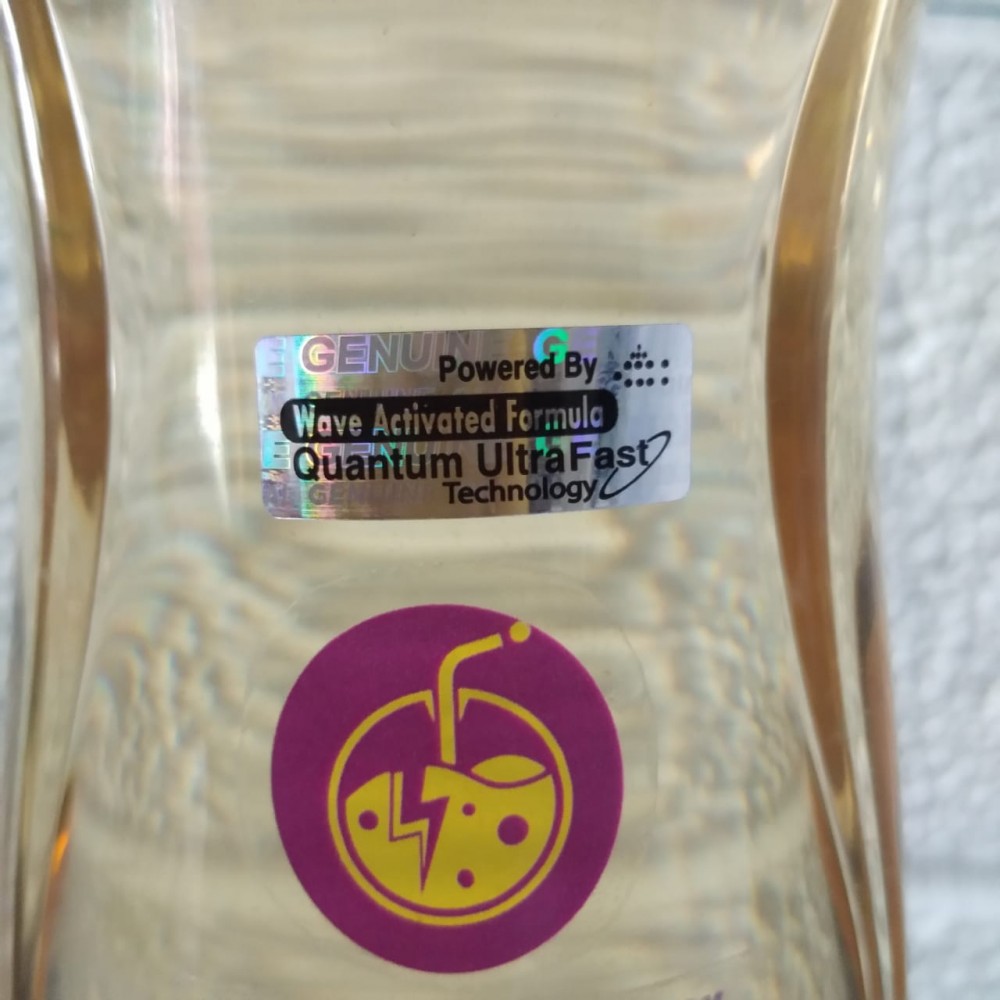 GENUINE
Powered By
Wave Activated Formula
Quantum UltraFast
Technology